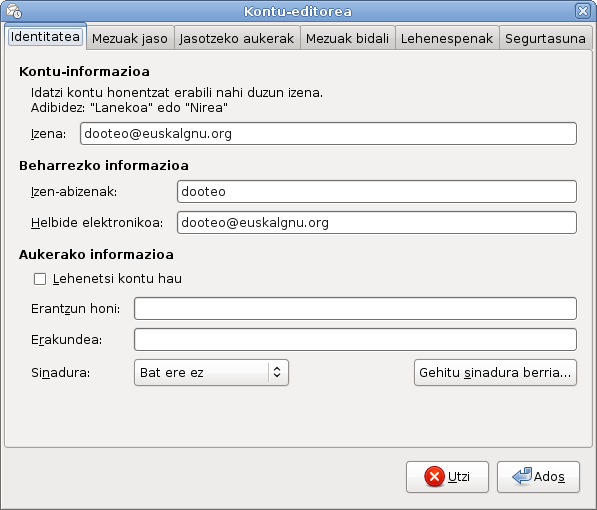 Kontu-editorea
Identitatea Mezuak jaso Jasotzeko aukerak Mezuak bidali Lehenespenak Segurtasuna
Kontu-informazioa
Idatzi kontu honentzat erabili nahi duzun izena.
Adibidez: "Lanekoa" edo "Nirea"
Izena: dooteo@euskalgnu.org
Beharrezko informazioa
Izen-abizenak: dooteo
Helbide elektronikoa: dooteo@euskalgnu.org
Aukerako informazioa
Lehenetsi kontu hau
Erantzun honi:
Erakundea:
Sinadura: Bat ere ez Gehitu sinadura berria...
Utzi Ados